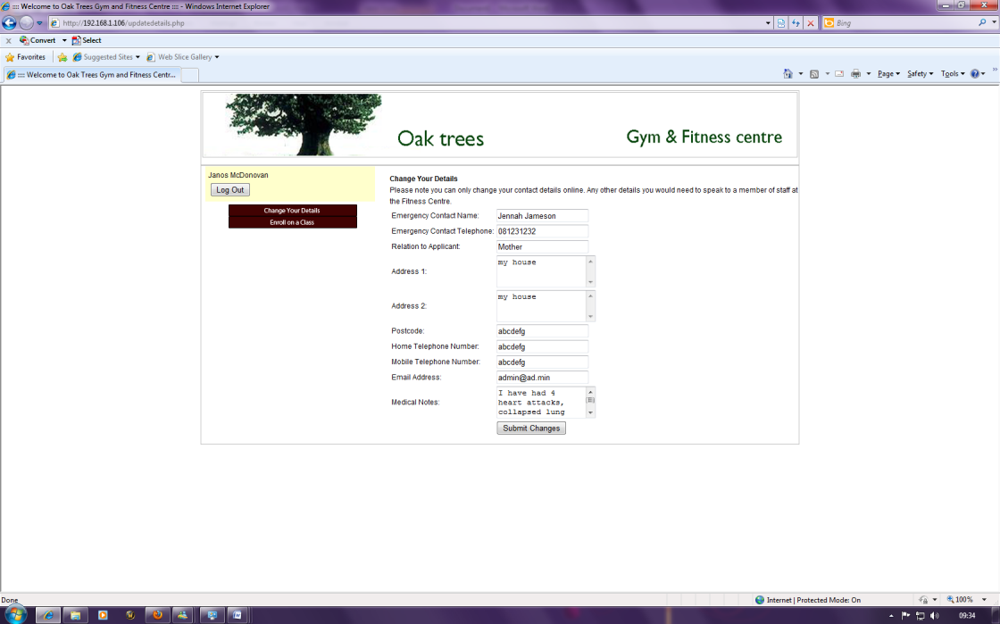 :::: Welcome to Oak Trees Gym and Fitness Centre :::: - Windows Internet Explorer
http://192.168.1.106/updatedetails.php
Bing
x Convert Select
Favorites Suggested Sites Web Slice Gallery
:::: Welcome to Oak Trees Gym and Fitness Centr...
Page Safety Tools
Oak trees
Gym & Fitness centre
Janos McDonovan
Log Out
Change Your Details
Enroll on a Class
Change Your Details
Please note you can only change your contact details online. Any other details you would need to speak to a member of staff at
the Fitness Centre.
Emergency Contact Name: Jennah Jameson
Emergency Contact Telephone: 081231232
Relation to Applicant: Mother
Address 1: my house
Address 2: my house
Postcode: abcdefg
Home Telephone Number: abcdefg
Mobile Telephone Number: abcdefg
Email Address: admin@ad.min
Medical Notes: I have had 4
heart attacks,
collapsed lung
Submit Changes
Done
Internet | Protected Mode: On
100%
09:34